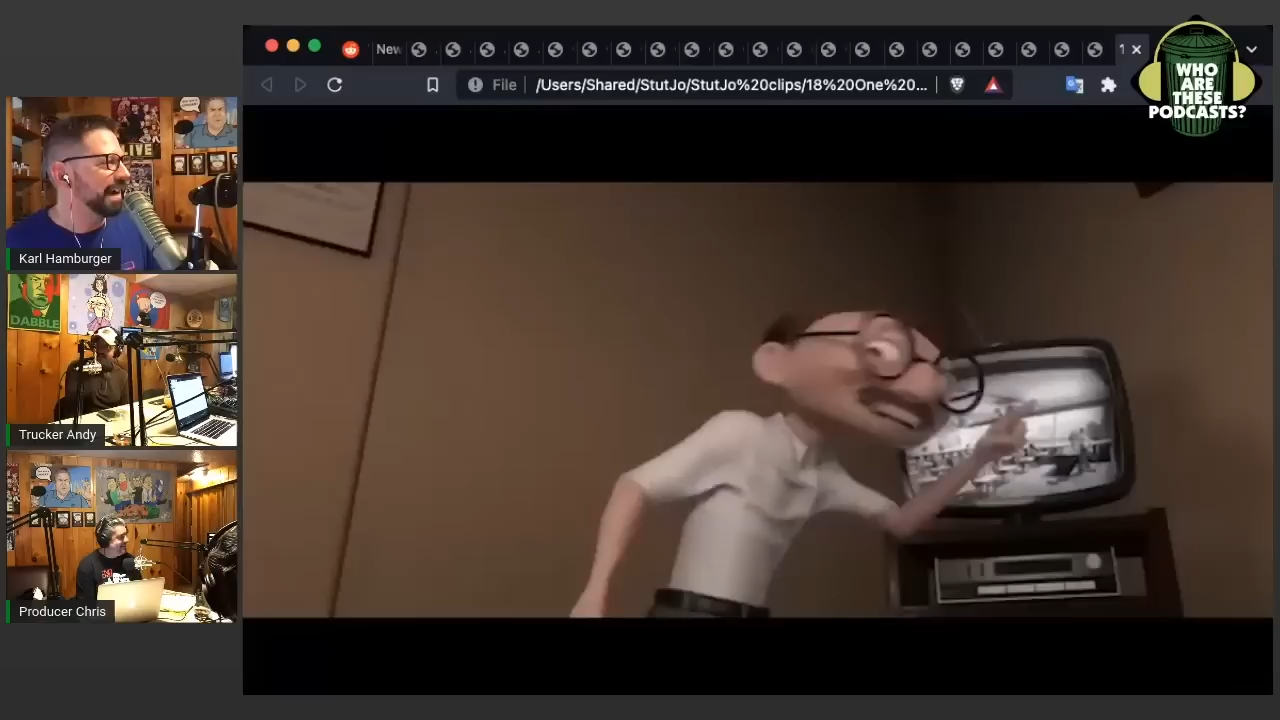 New
File
/Users/Shared/StutJo/StutJo%20clips/18%20One%20...
WHO
ARE
THESE
PODCASTS?
LIVE
Karl Hamburger
DABBLE
Trucker Andy
Producer Chris